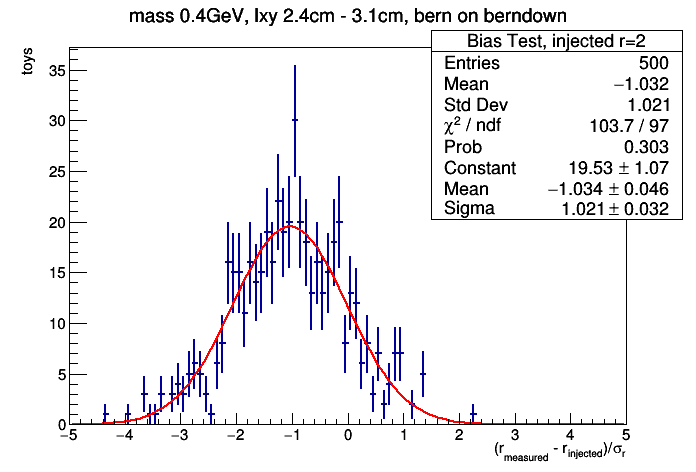 mass 0.4GeV, lxy 2.4cm - 3.1cm, bern on berndown
Bias Test, injected r=2
Entries 500
Mean −1.032
Std Dev 1.021
χ² / ndf 103.7 / 97
Prob 0.303
Constant 19.53 ± 1.07
Mean −1.034 ± 0.046
Sigma 1.021 ± 0.032
toys
35
30
25
20
15
10
5
0
−5 −4 −3 −2 −1 0 1 2 3 4 5
(r_measured - r_injected)/σ_r